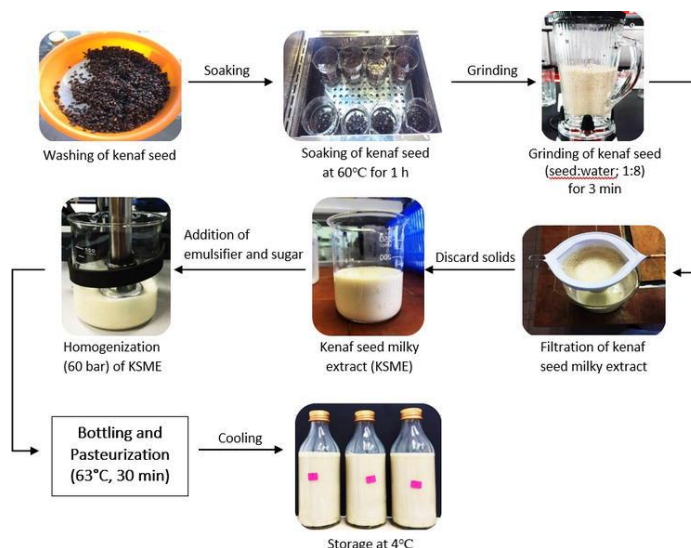 Soaking
Grinding
Washing of kenaf seed
Soaking of kenaf seed
at 60°C for 1 h
Grinding of kenaf seed
(seed:water; 1:8)
for 3 min
Addition of
emulsifier and sugar
Discard solids
Homogenization
(60 bar) of KSME
Kenaf seed milky
extract (KSME)
Filtration of kenaf
seed milky extract
Bottling and
Pasteurization
(63°C, 30 min)
Cooling
Storage at 4°C